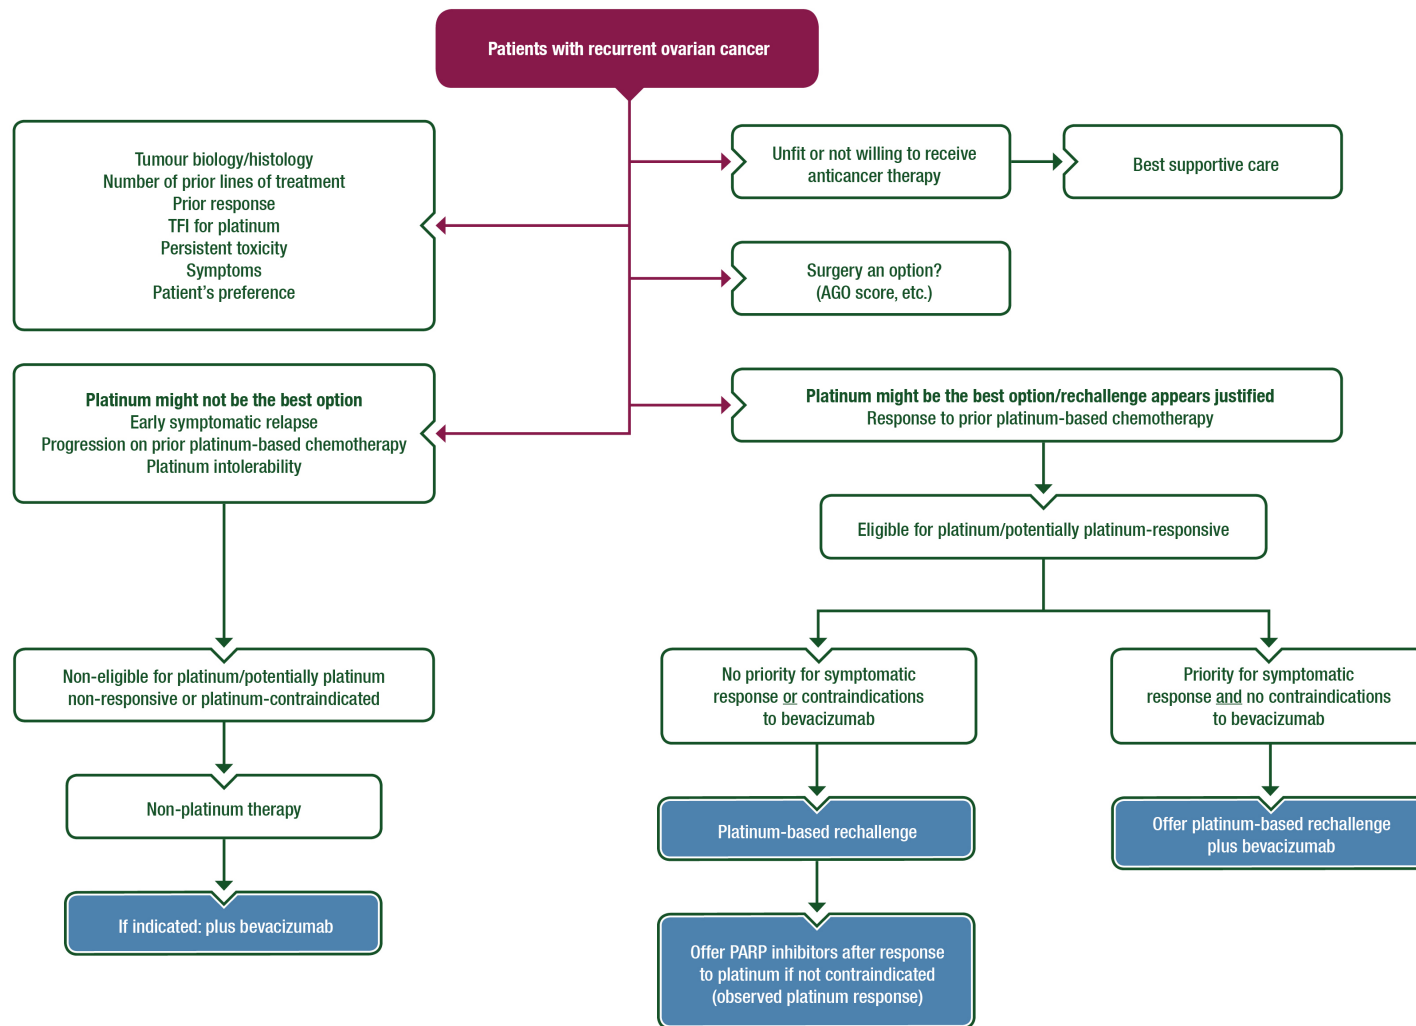 Patients with recurrent ovarian cancer
Tumour biology/histology
Number of prior lines of treatment
Prior response
TFI for platinum
Persistent toxicity
Symptoms
Patient's preference
Unfit or not willing to receive
anticancer therapy
Best supportive care
Surgery an option?
(AGO score, etc.)
Platinum might not be the best option
Early symptomatic relapse
Progression on prior platinum-based chemotherapy
Platinum intolerability
Platinum might be the best option/rechallenge appears justified
Response to prior platinum-based chemotherapy
Eligible for platinum/potentially platinum-responsive
Non-eligible for platinum/potentially platinum
non-responsive or platinum-contraindicated
No priority for symptomatic
response or contraindications
to bevacizumab
Priority for symptomatic
response and no contraindications
to bevacizumab
Non-platinum therapy
Platinum-based rechallenge
Offer platinum-based rechallenge
plus bevacizumab
If indicated: plus bevacizumab
Offer PARP inhibitors after response
to platinum if not contraindicated
(observed platinum response)